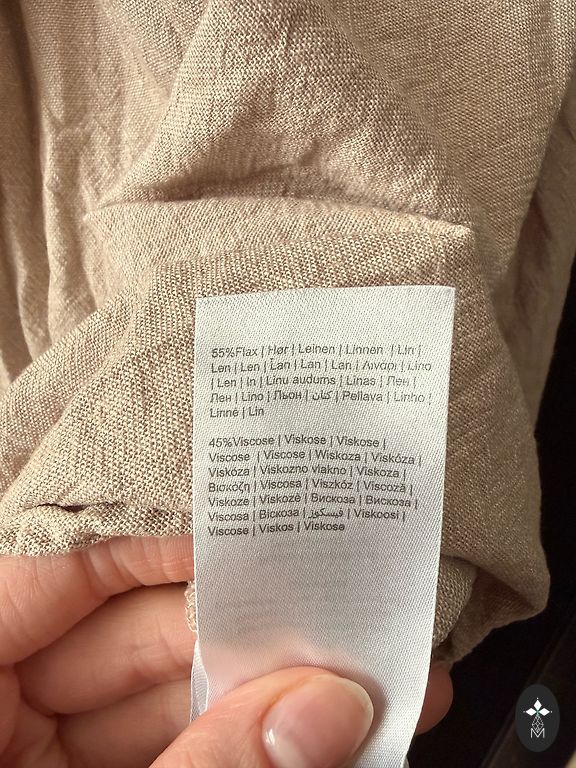 55%Flax | Hør | Leinen | Linnen | Lin |
Len | Len | Lan | Lan | Lan | Λινάρι | Lino
| Len | In | Linu audums | Linas | Лен |
Лен | Lino | Льон | كتان | Pellava | Linho |
Linné | Lin
45%Viscose | Viskose | Viskose |
Viscose | Viscose | Wiskoza | Viskóza |
Viskóza | Viskozno vlakno | Viskoza |
Βισκόζη | Viscosa | Viszkóz | Viscoză |
Viskoze | Viskozė | Вискоза | Вискоза |
Viscosa | Віскоза | فيسكوز | Viskoosi |
Viscose | Viskos | Viskose
M